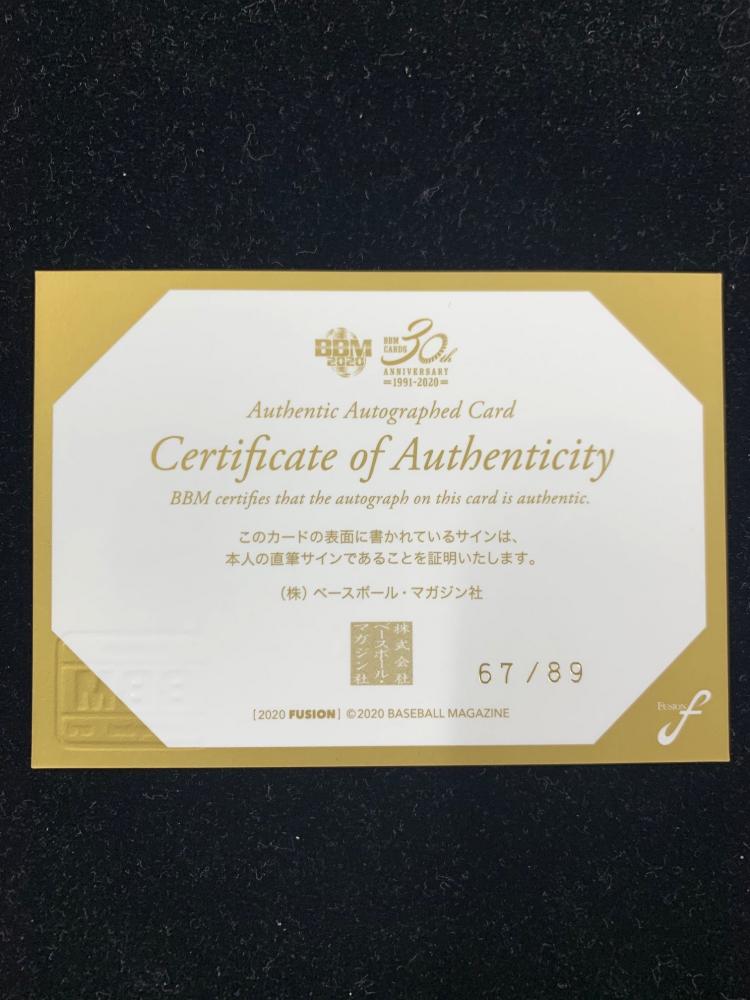 BBM
2020
BBM
CARDS
30th
ANNIVERSARY
1991-2020
Authentic Autographed Card
Certificate of Authenticity
BBM certifies that the autograph on this card is authentic.
このカードの表面に書かれているサインは、
本人の直筆サインであることを証明いたします。
(株) ベースボール・マガジン社
株式会社
ベースボール・
マガジン社
67/89
[2020 FUSION] ©2020 BASEBALL MAGAZINE
FUSION f